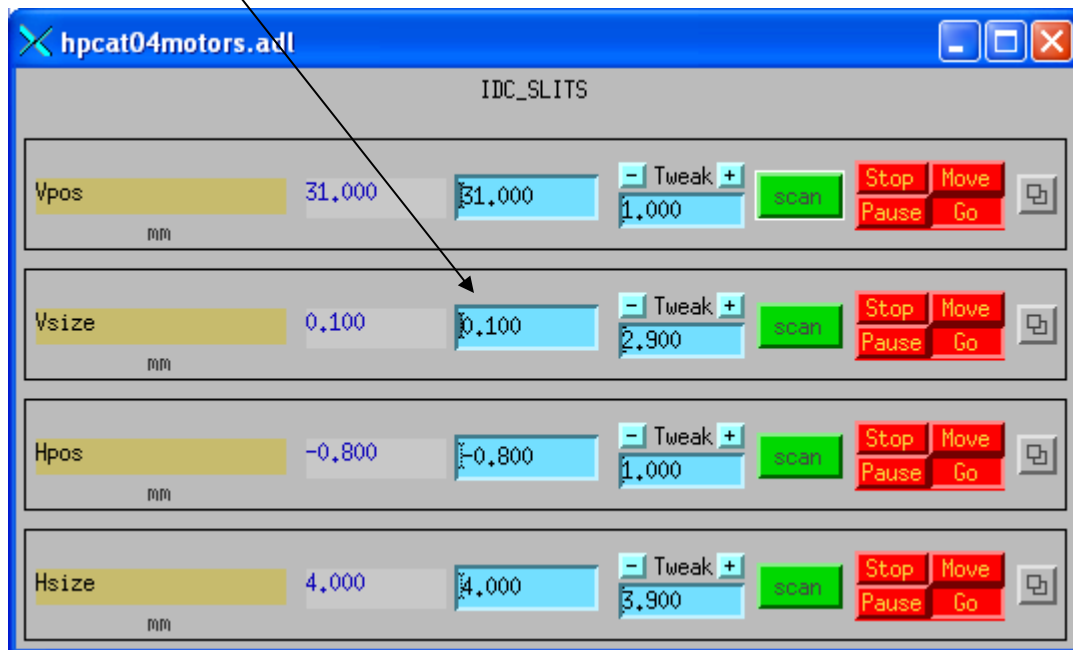 hpcat04motors.adl
IDC_SLITS
Vpos 31.000 31.000 - Tweak + scan Stop Move
1.000 Pause Go
mm
Vsize 0.100 0.100 - Tweak + scan Stop Move
2.900 Pause Go
mm
Hpos -0.800 -0.800 - Tweak + scan Stop Move
1.000 Pause Go
mm
Hsize 4.000 4.000 - Tweak + scan Stop Move
3.900 Pause Go
mm